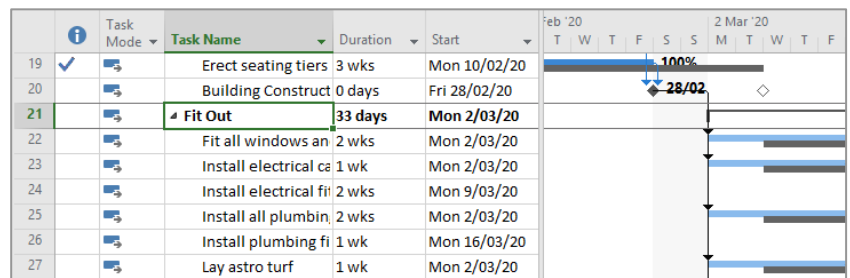 Task Mode Task Name Duration Start Feb '20 2 Mar '20
T W T F S S M T W T F
19 Erect seating tiers 3 wks Mon 10/02/20 100%
20 Building Construct 0 days Fri 28/02/20 28/02
21 Fit Out 33 days Mon 2/03/20
22 Fit all windows an 2 wks Mon 2/03/20
23 Install electrical ca 1 wk Mon 2/03/20
24 Install electrical fit 2 wks Mon 9/03/20
25 Install all plumbin 2 wks Mon 2/03/20
26 Install plumbing fi 1 wk Mon 16/03/20
27 Lay astro turf 1 wk Mon 2/03/20